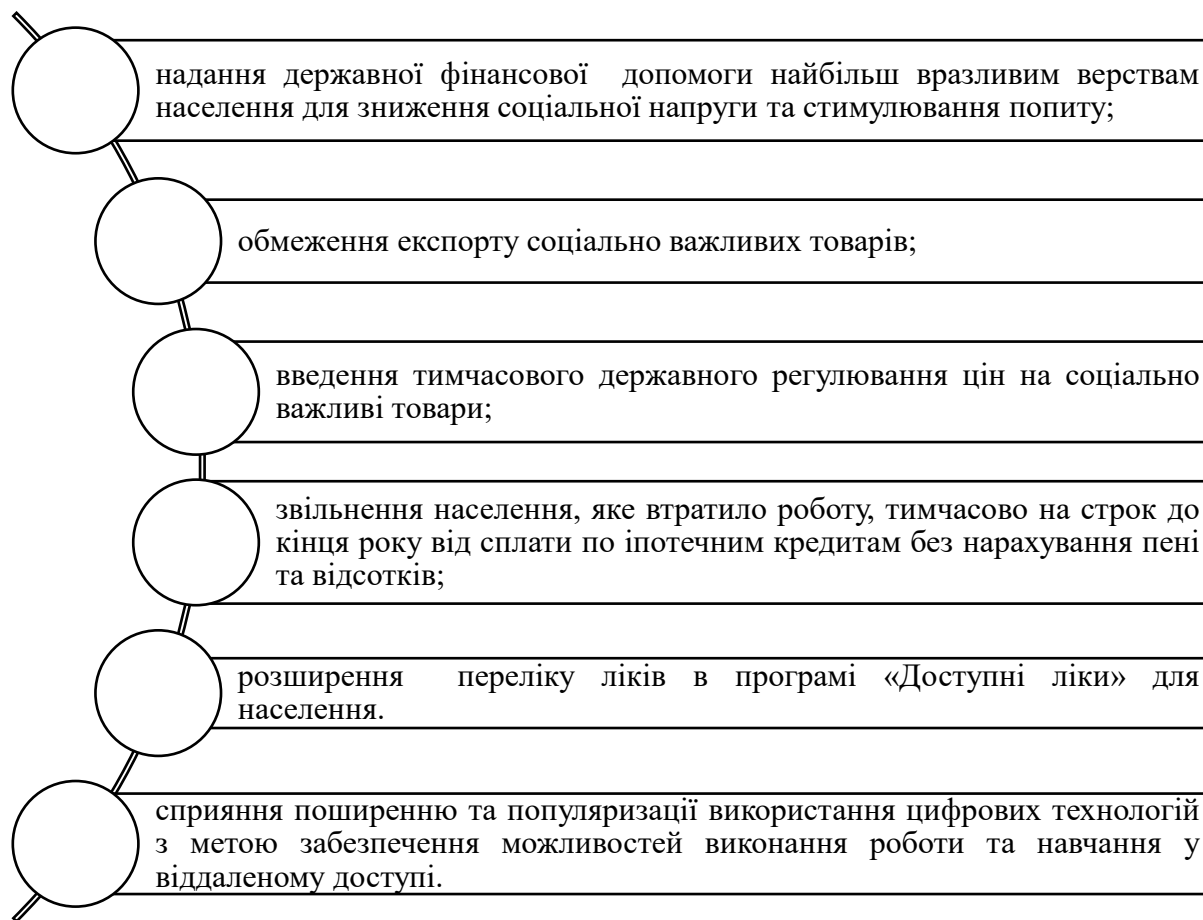 надання державної фінансової допомоги найбільш вразливим верствам
населення для зниження соціальної напруги та стимулювання попиту;
обмеження експорту соціально важливих товарів;
введення тимчасового державного регулювання цін на соціально
важливі товари;
звільнення населення, яке втратило роботу, тимчасово на строк до
кінця року від сплати по іпотечним кредитам без нарахування пені
та відсотків;
розширення переліку ліків в програмі «Доступні ліки» для
населення.
сприяння поширенню та популяризації використання цифрових технологій
з метою забезпечення можливостей виконання роботи та навчання у
віддаленому доступі.